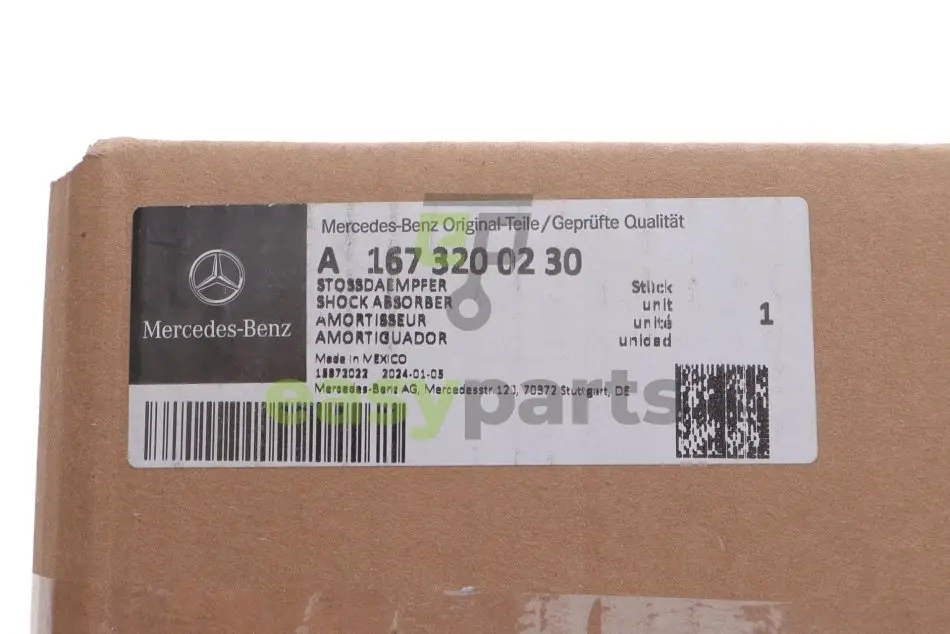 Mercedes-Benz Original-Teile/Geprüfte Qualität
A 167 320 02 30
STOSSDAEMPFER Stück
SHOCK ABSORBER unit
AMORTISSEUR unité
AMORTIGUADOR unidad
1
Made in MEXICO
2024-01-05
Mercedes-Benz AG, Mercedesstr.120, 70372 Stuttgart, DE
Mercedes-Benz
easyparts